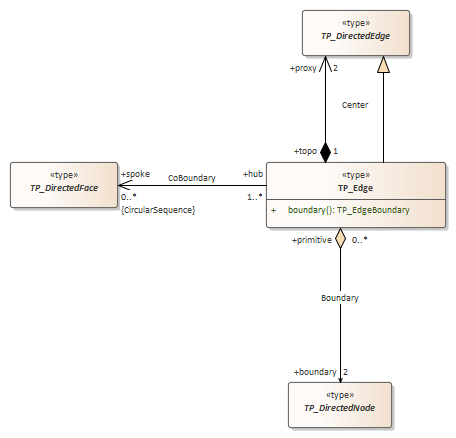 «type»
TP_DirectedEdge
+proxy
2
Center
+topo
1
«type»
TP_DirectedFace
+spoke
CoBoundary
+hub
0..*
1..*
{CircularSequence}
«type»
TP_Edge
+ boundary(): TP_EdgeBoundary
+primitive
0..*
Boundary
+boundary
2
«type»
TP_DirectedNode